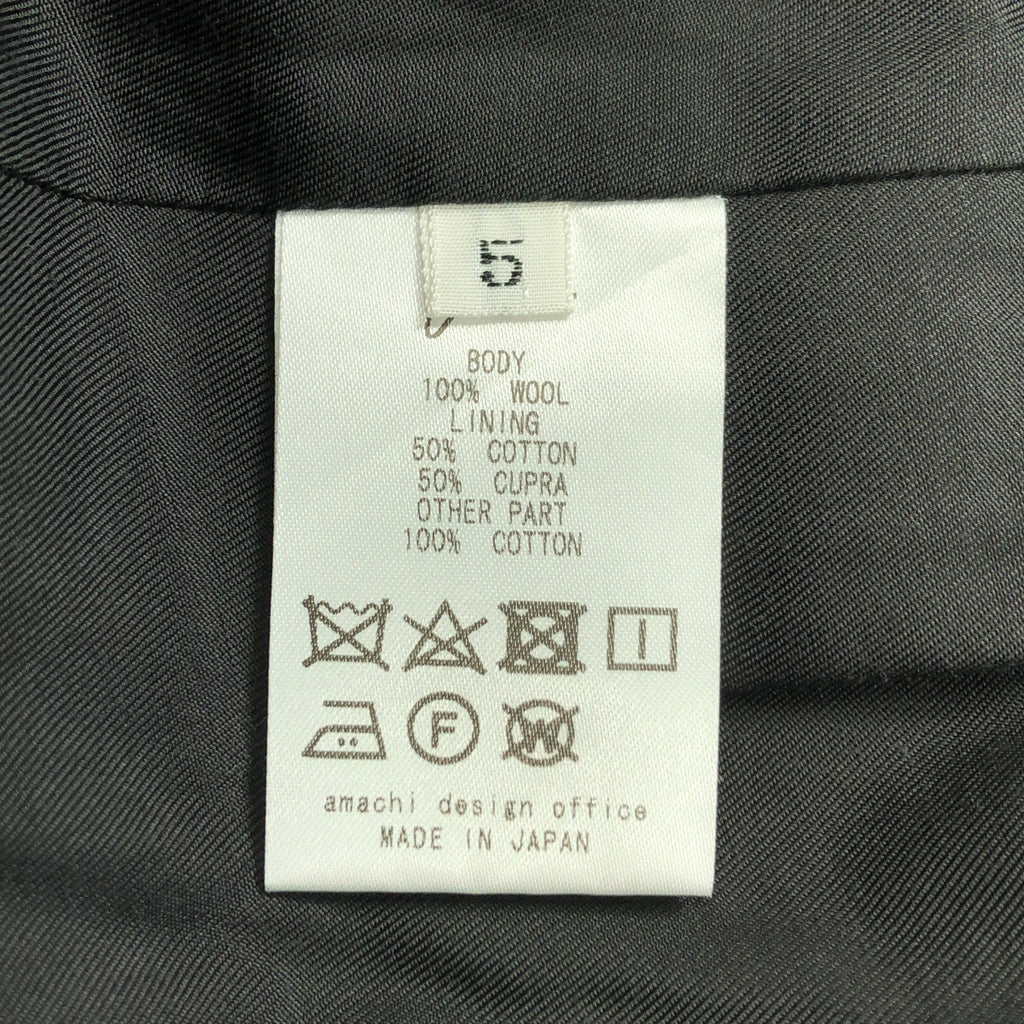 5
BODY
100% WOOL
LINING
50% COTTON
50% CUPRA
OTHER PART
100% COTTON
F
W
amachi design office
MADE IN JAPAN